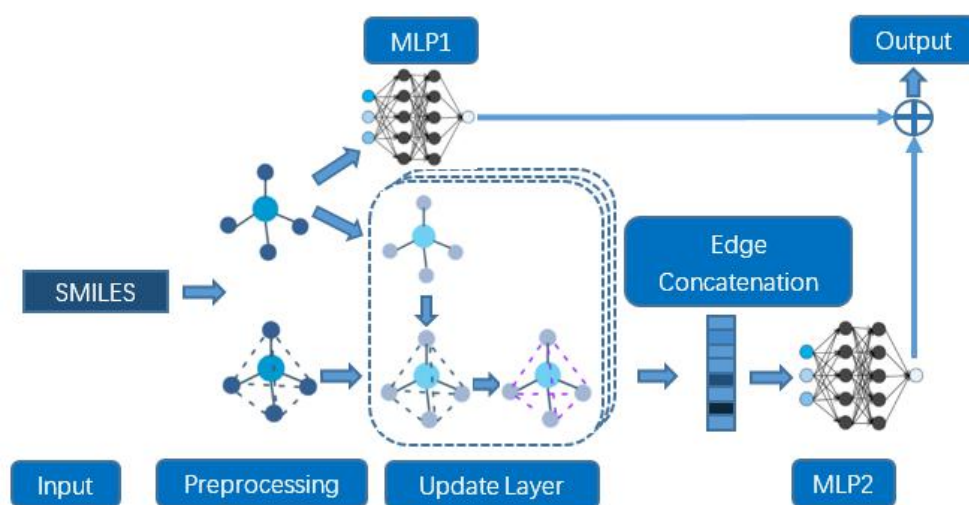 MLP1
Output
SMILES
Edge
Concatenation
Input
Preprocessing
Update Layer
MLP2